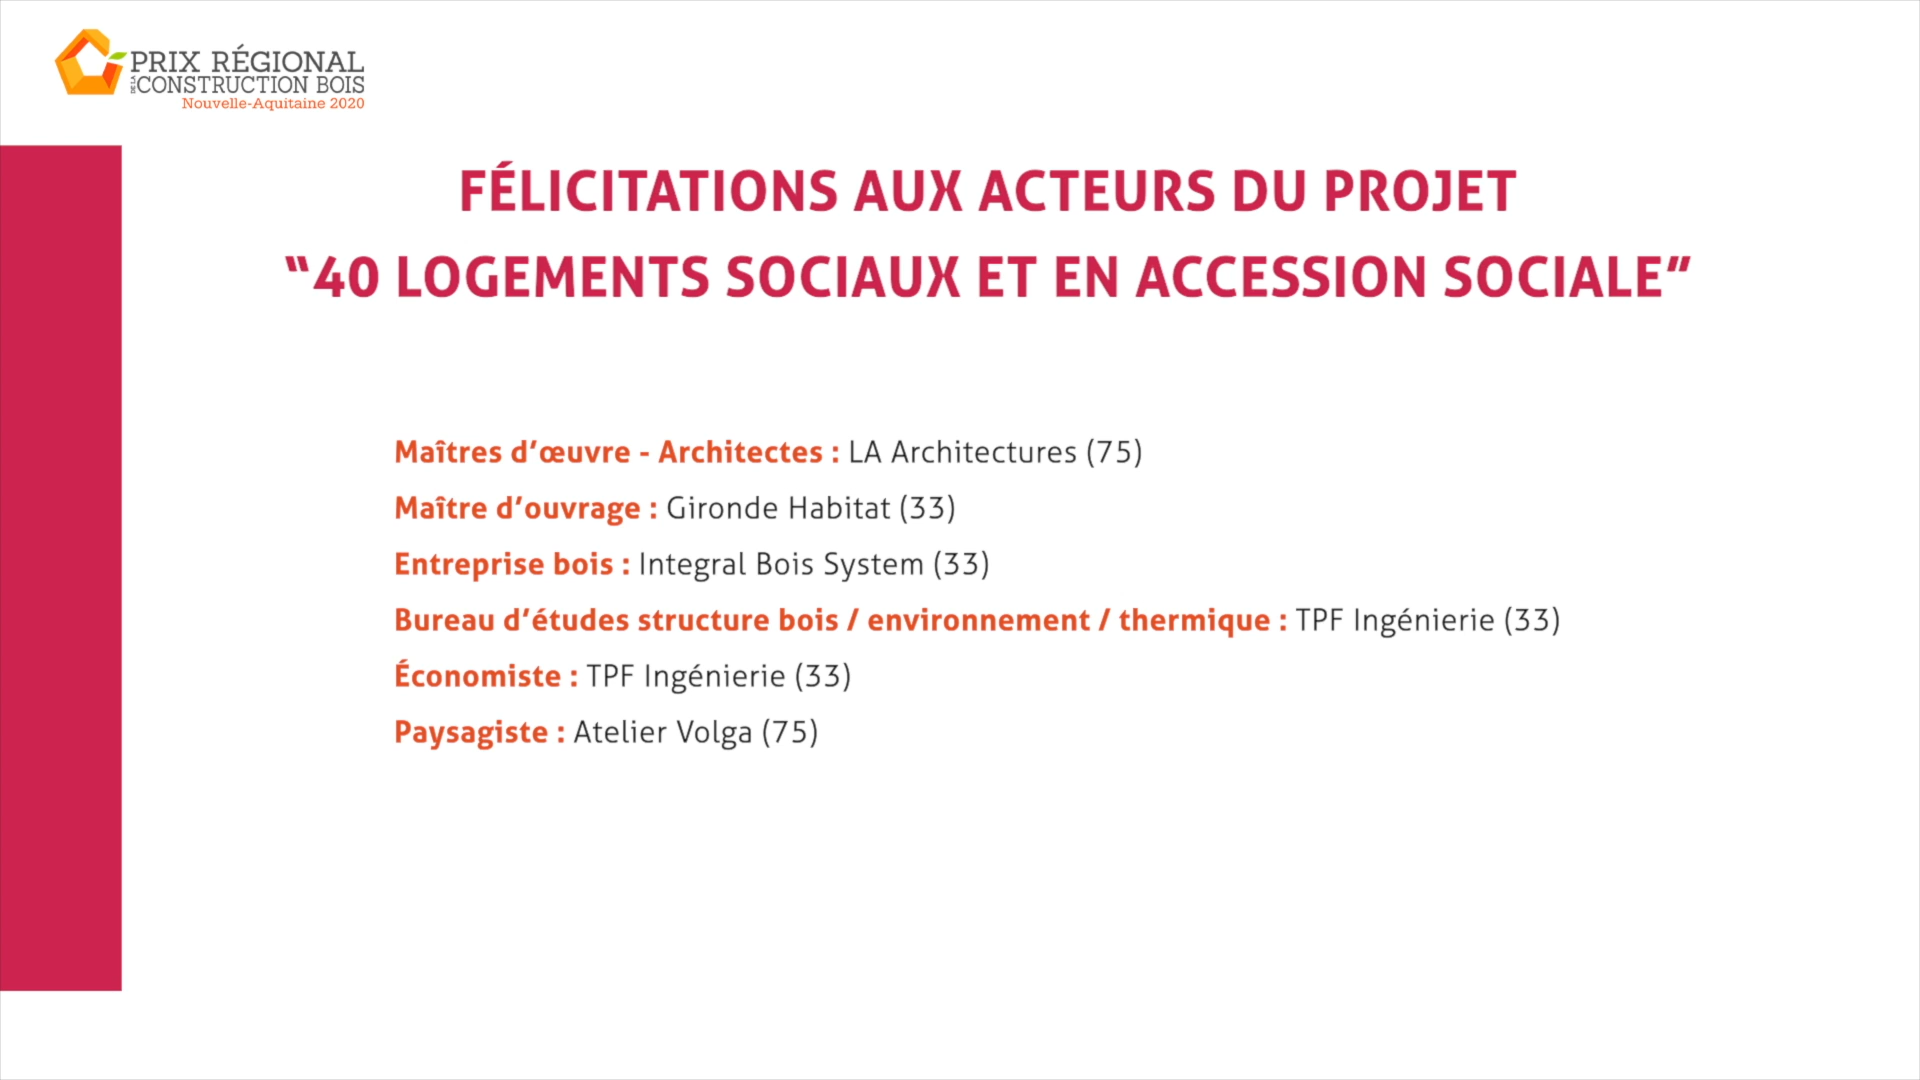 PRIX RÉGIONAL
DE LA CONSTRUCTION BOIS
Nouvelle-Aquitaine 2020
FÉLICITATIONS AUX ACTEURS DU PROJET
“40 LOGEMENTS SOCIAUX ET EN ACCESSION SOCIALE”
Maîtres d’œuvre - Architectes : LA Architectures (75)
Maître d’ouvrage : Gironde Habitat (33)
Entreprise bois : Integral Bois System (33)
Bureau d’études structure bois / environnement / thermique : TPF Ingénierie (33)
Économiste : TPF Ingénierie (33)
Paysagiste : Atelier Volga (75)